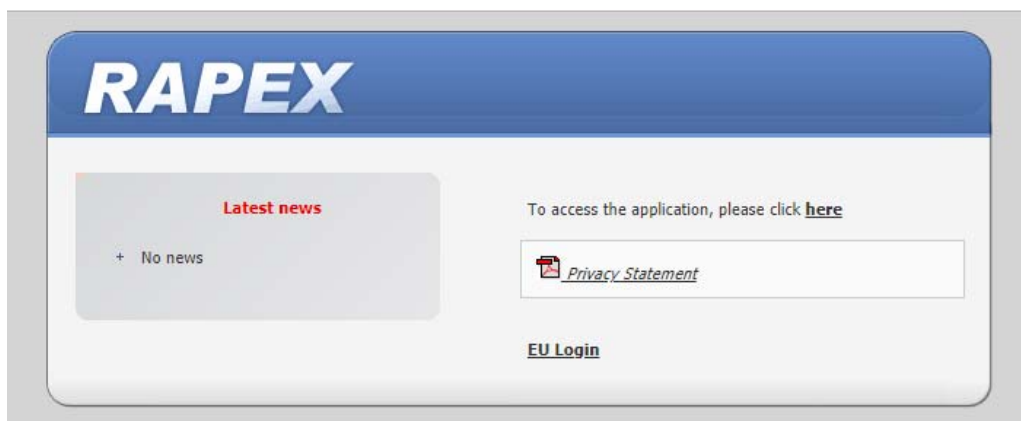 RAPEX
Latest news
+ No news
To access the application, please click here
Privacy Statement
EU Login